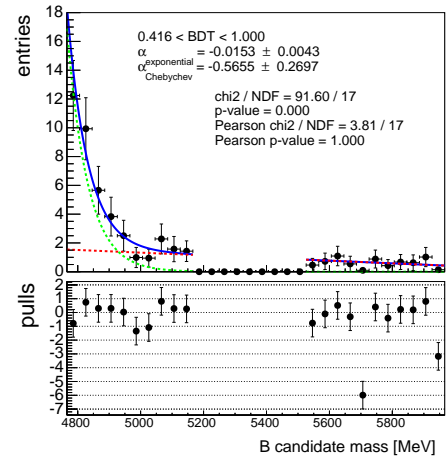 entries
18
16
14
12
10
8
6
4
2
0
0.416 < BDT < 1.000
α exponential = -0.0153 ± 0.0043
α Chebychev = -0.5655 ± 0.2697
chi2 / NDF = 91.60 / 17
p-value = 0.000
Pearson chi2 / NDF = 3.81 / 17
Pearson p-value = 1.000
pulls
2
1
0
-1
-2
-3
-4
-5
-6
-7
4800 5000 5200 5400 5600 5800
B candidate mass [MeV]